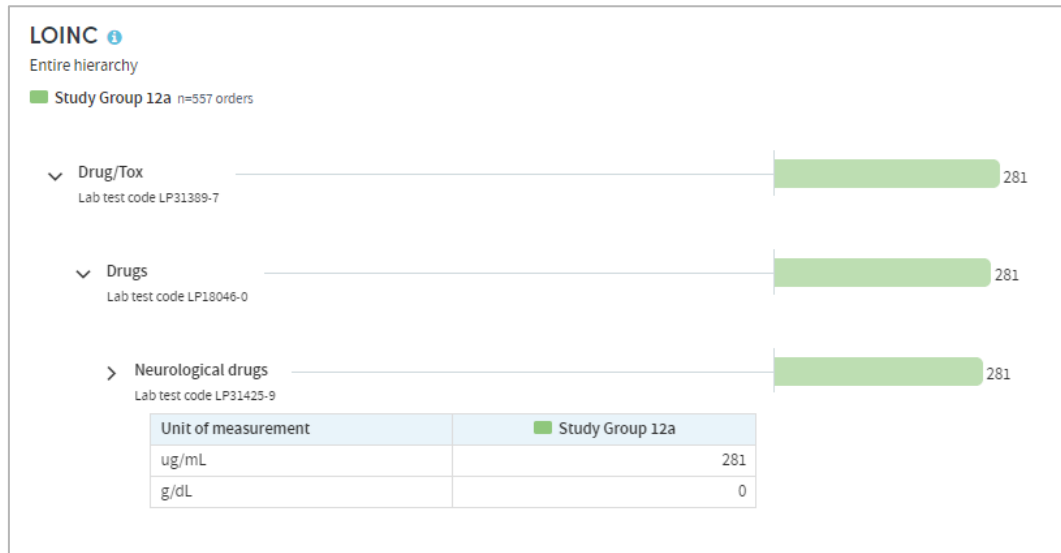 LOINC
Entire hierarchy
Study Group 12a n=557 orders
Drug/Tox
281
Lab test code LP31389-7
Drugs
281
Lab test code LP18046-0
Neurological drugs
281
Lab test code LP31425-9
Unit of measurement Study Group 12a
ug/mL 281
g/dL 0